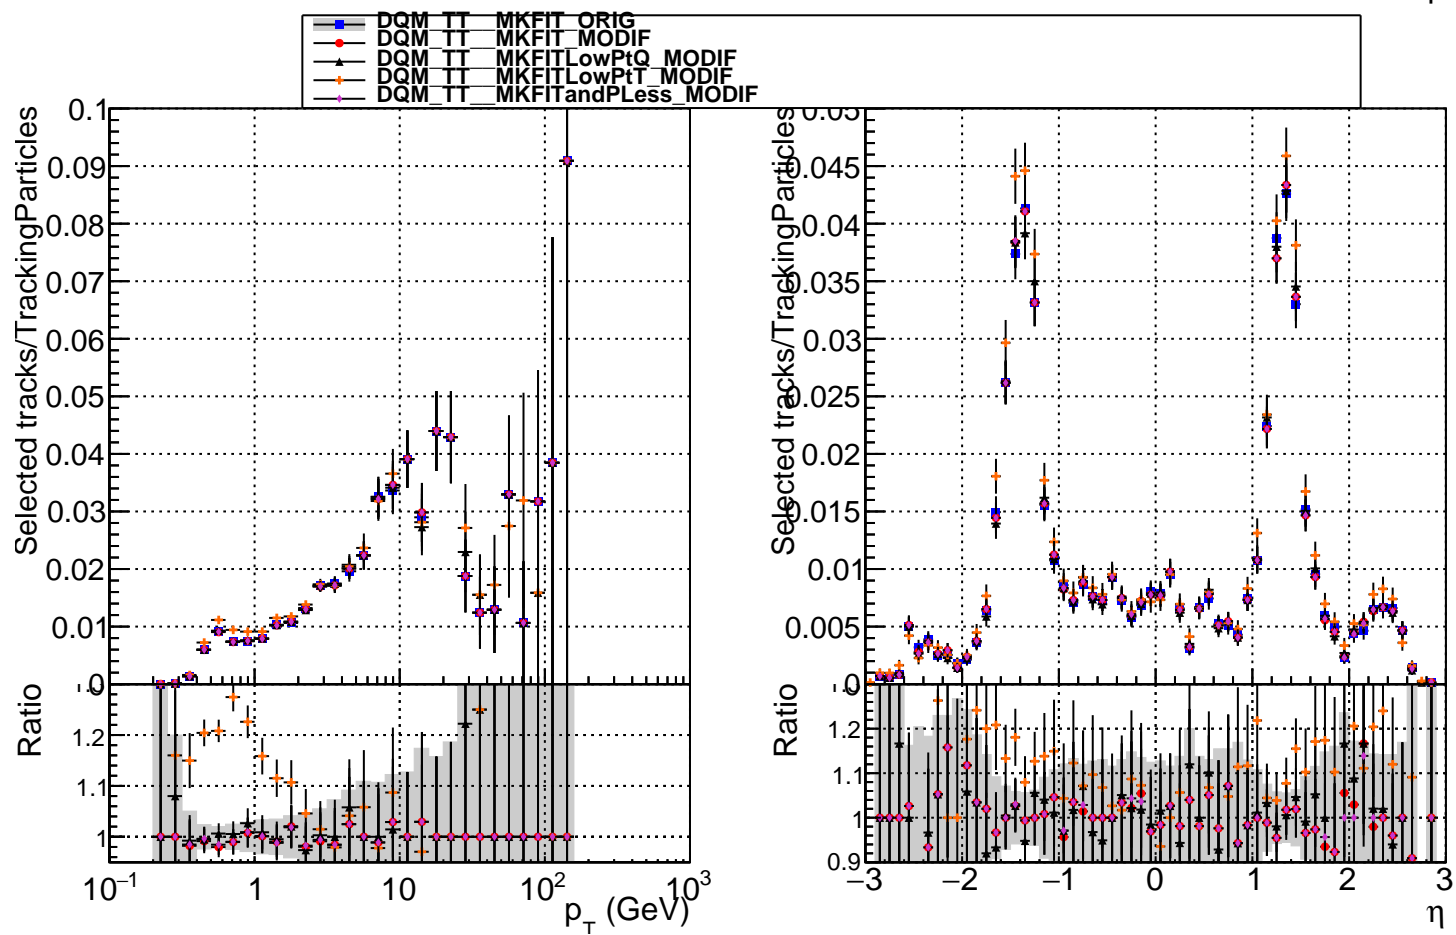 DQM_TT__MKFIT_ORIG
DQM_TT__MKFIT_MODIF
DQM_TT__MKFITLowPtQ_MODIF
DQM_TT__MKFITLowPtT_MODIF
DQM_TT__MKFITandPLess_MODIF
Selected tracks/TrackingParticles
0.1
0.09
0.08
0.07
0.06
0.05
0.04
0.03
0.02
0.01
0
Ratio
1.2
1.1
1
10⁻¹ 1 10 10² 10³
p_T (GeV)
Selected tracks/TrackingParticles
0.05
0.045
0.04
0.035
0.03
0.025
0.02
0.015
0.01
0.005
0
Ratio
1.2
1.1
1
0.9
−3 −2 −1 0 1 2 3
η